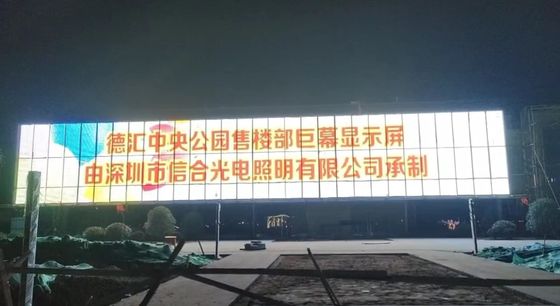 德汇中央公园售楼部巨幕显示屏
由深圳市信合光电照明有限公司承制